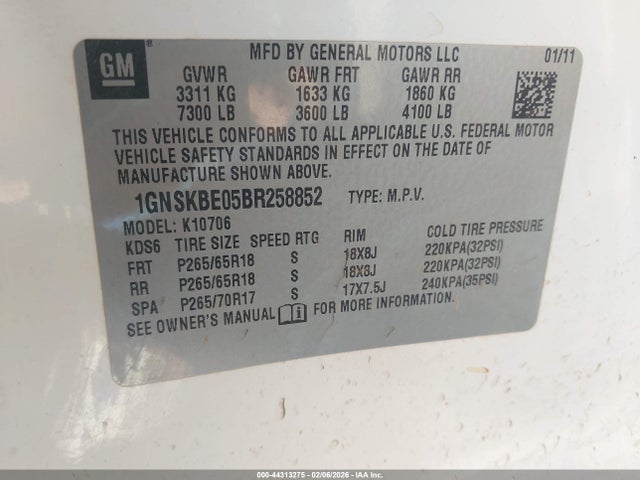 GM
MFD BY GENERAL MOTORS LLC 01/11
GVWR GAWR FRT GAWR RR
3311 KG 1633 KG 1860 KG
7300 LB 3600 LB 4100 LB
THIS VEHICLE CONFORMS TO ALL APPLICABLE U.S. FEDERAL MOTOR
VEHICLE SAFETY STANDARDS IN EFFECT ON THE DATE OF
MANUFACTURE SHOWN ABOVE.
1GNSKBE05BR258852 TYPE: M.P.V.
MODEL: K10706
KDS6 TIRE SIZE SPEED RTG RIM COLD TIRE PRESSURE
FRT P265/65R18 S 18X8J 220KPA(32PSI)
RR P265/65R18 S 18X8J 220KPA(32PSI)
SPA P265/70R17 S 17X7.5J 240KPA(35PSI)
SEE OWNER'S MANUAL FOR MORE INFORMATION.
000-44313275 - 02/06/2026 - IAAI Inc.